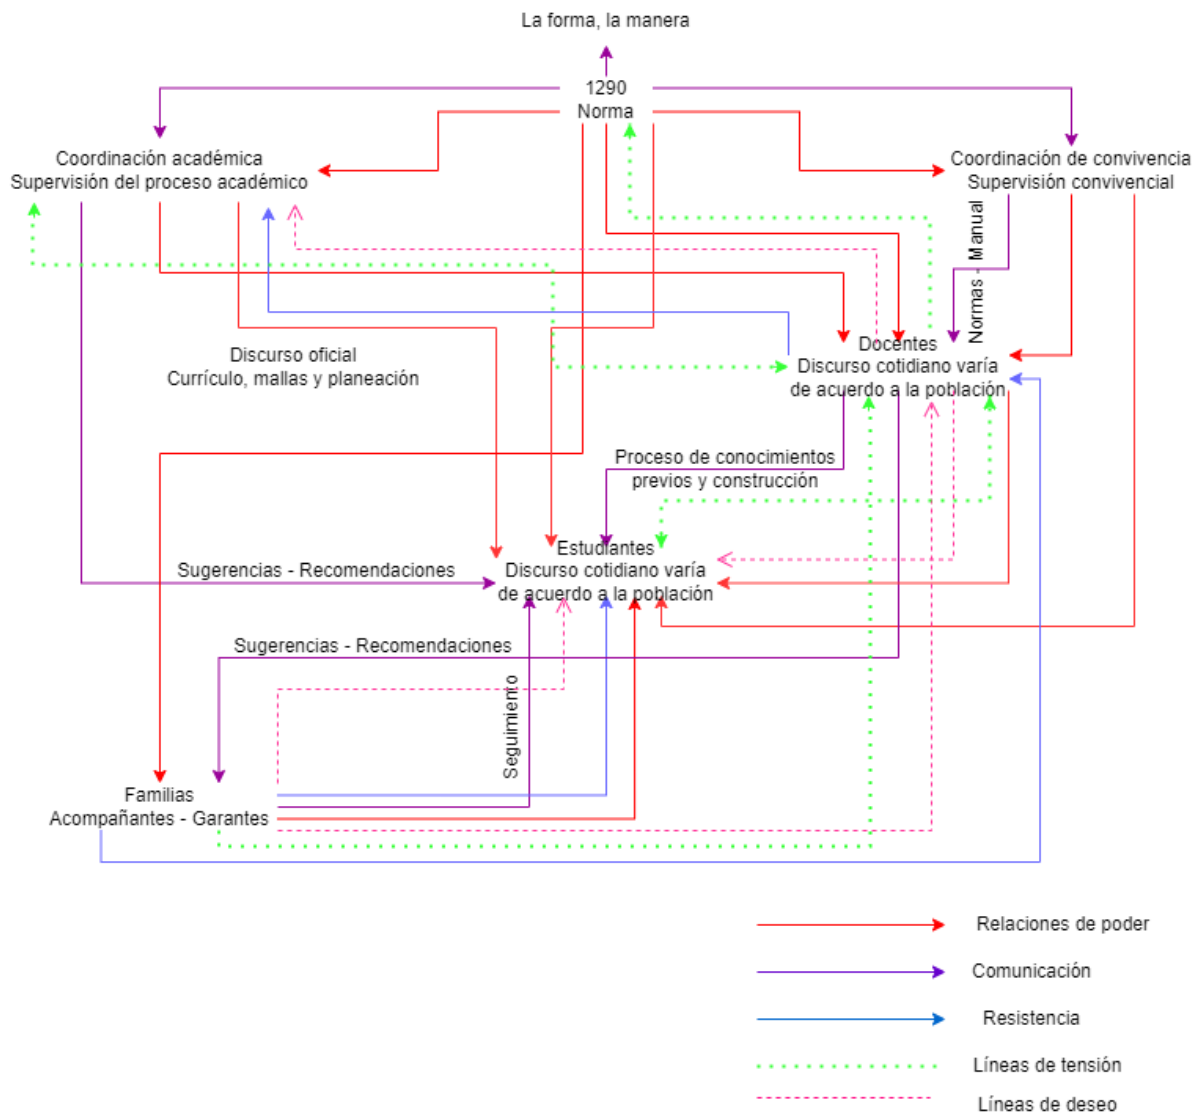 La forma, la manera
1290
Norma
Coordinación académica
Supervisión del proceso académico
Coordinación de convivencia
Supervisión convivencial
Normas - Manual
Discurso oficial
Currículo, mallas y planeación
Docentes
Discurso cotidiano varía
de acuerdo a la población
Proceso de conocimientos
previos y construcción
Estudiantes
Discurso cotidiano varía
de acuerdo a la población
Sugerencias - Recomendaciones
Sugerencias - Recomendaciones
Seguimiento
Familias
Acompañantes - Garantes
Relaciones de poder
Comunicación
Resistencia
Líneas de tensión
Líneas de deseo